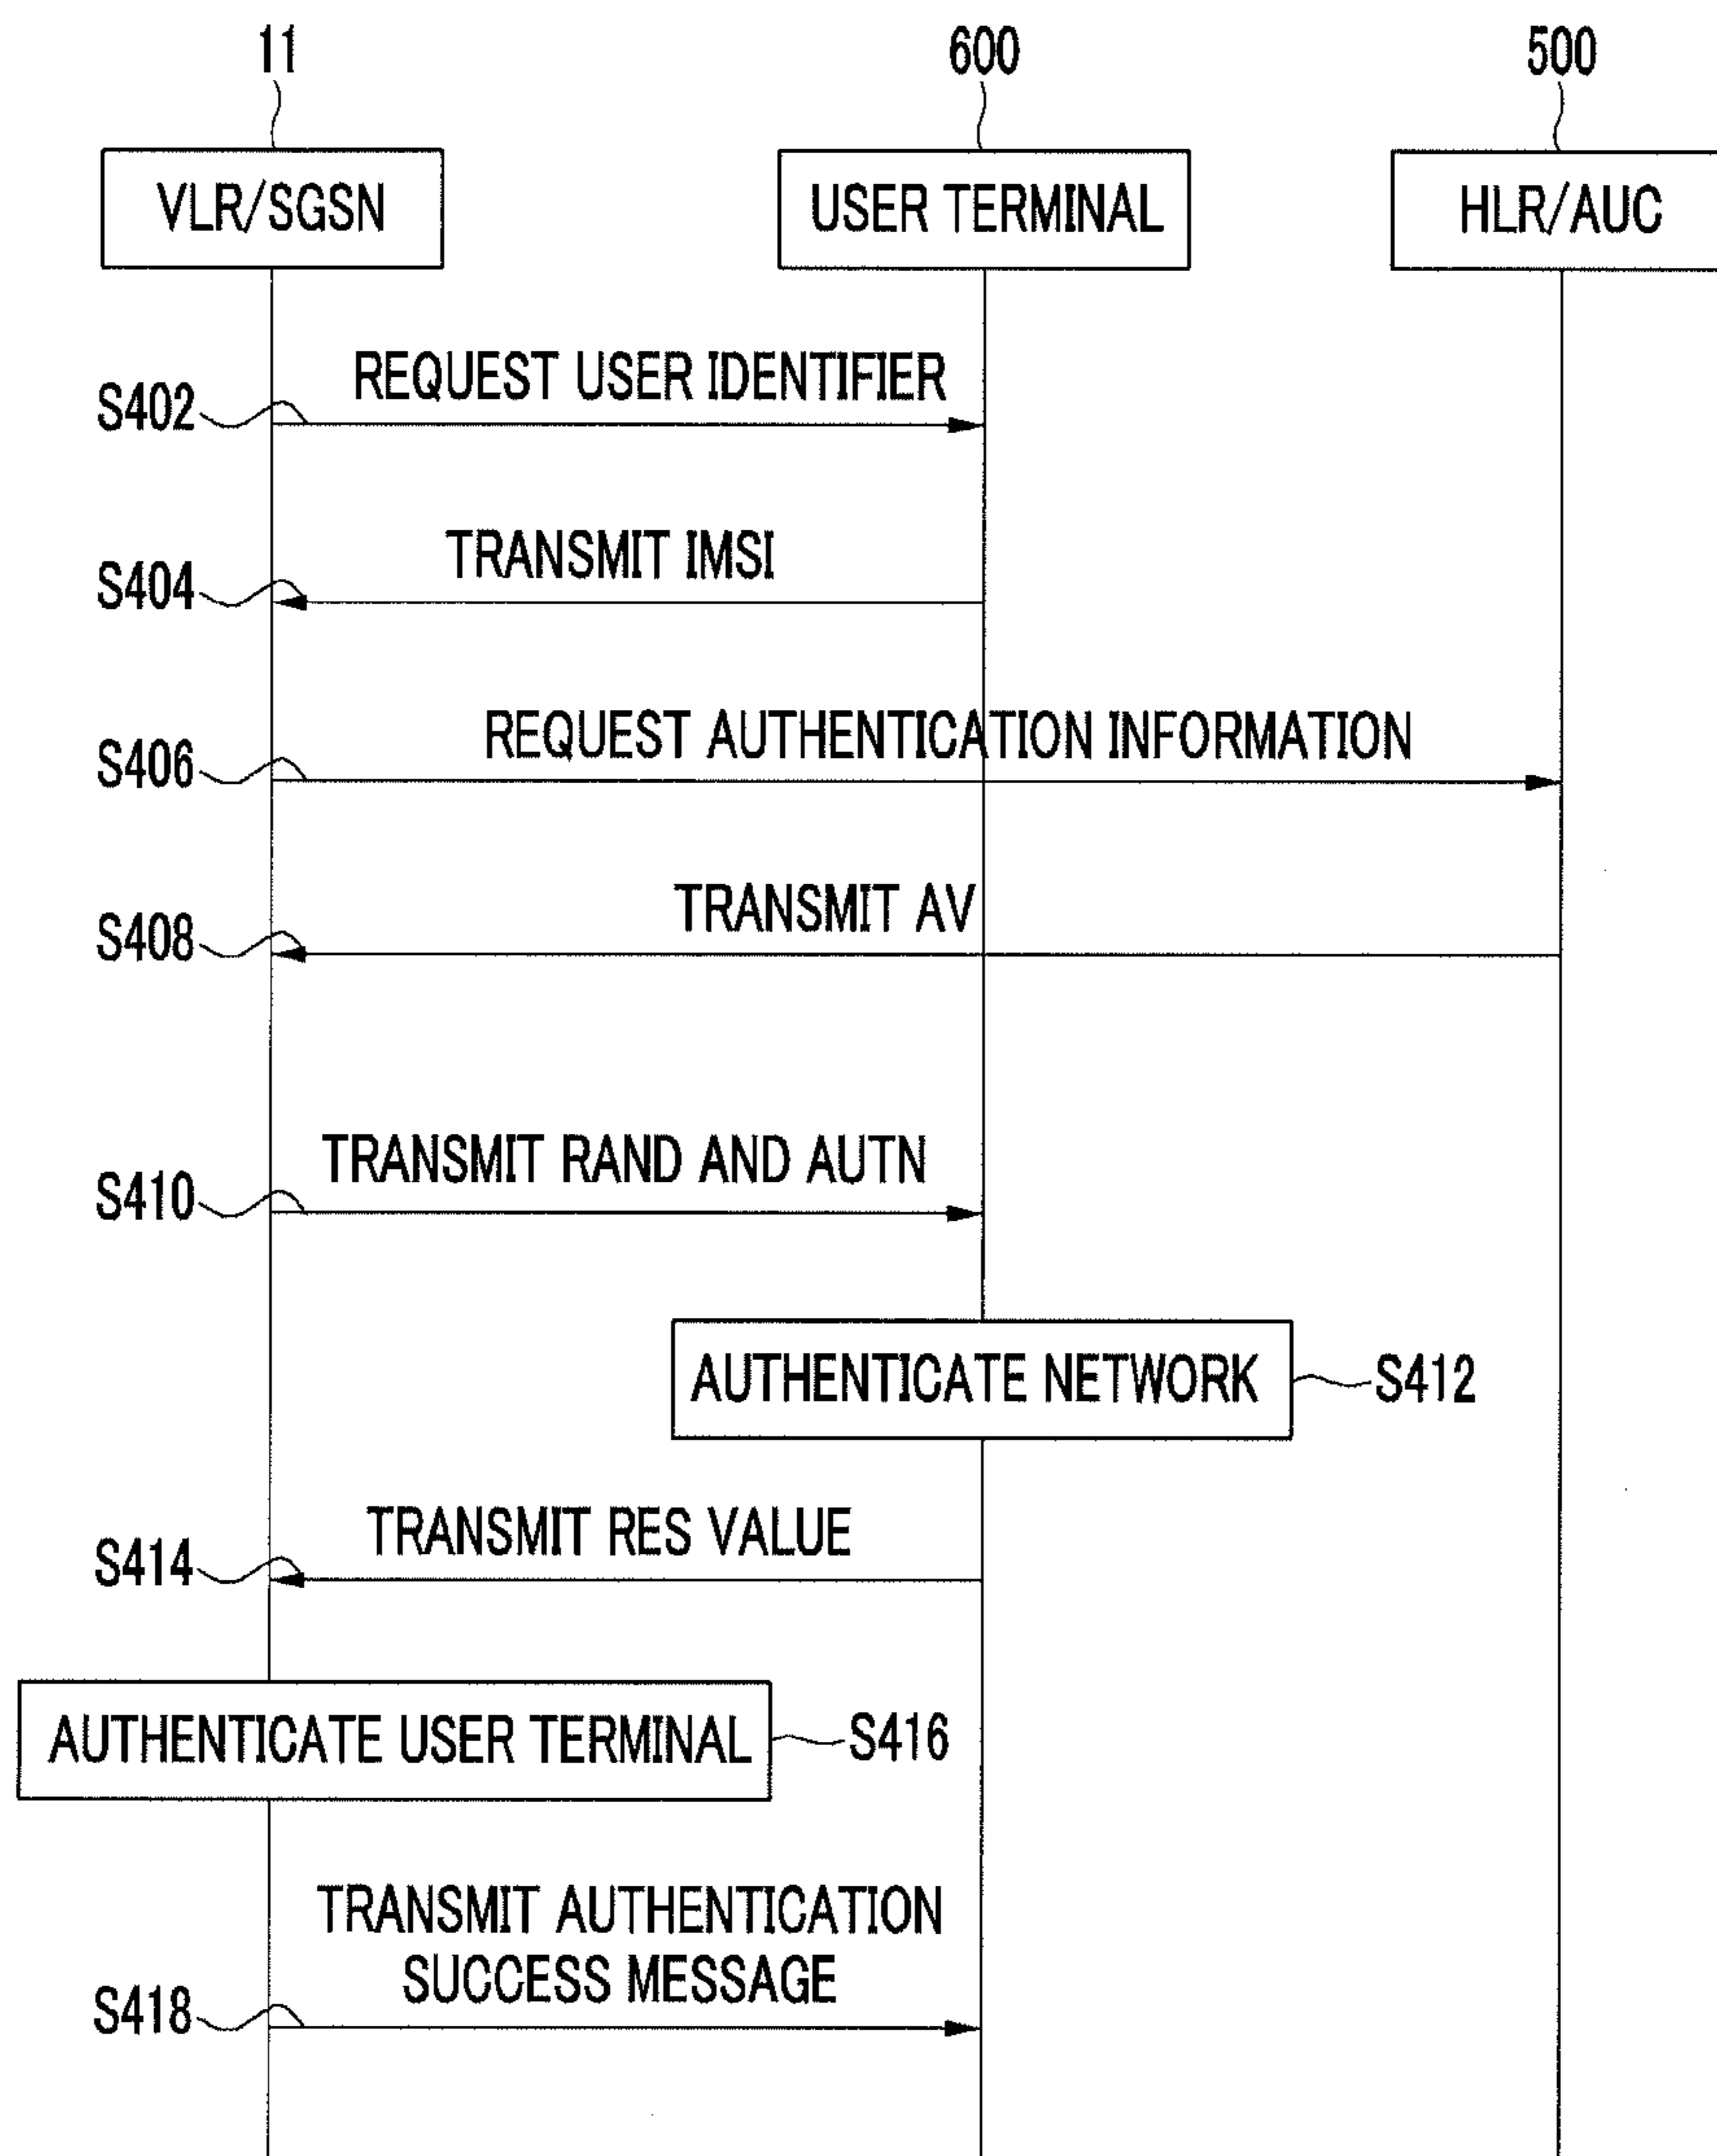 11
600
500
VLR/SGSN
USER TERMINAL
HLR/AUC
REQUEST USER IDENTIFIER
S402
TRANSMIT IMSI
S404
REQUEST AUTHENTICATION INFORMATION
S406
TRANSMIT AV
S408
TRANSMIT RAND AND AUTN
S410
AUTHENTICATE NETWORK
S412
TRANSMIT RES VALUE
S414
AUTHENTICATE USER TERMINAL
S416
TRANSMIT AUTHENTICATION
SUCCESS MESSAGE
S418